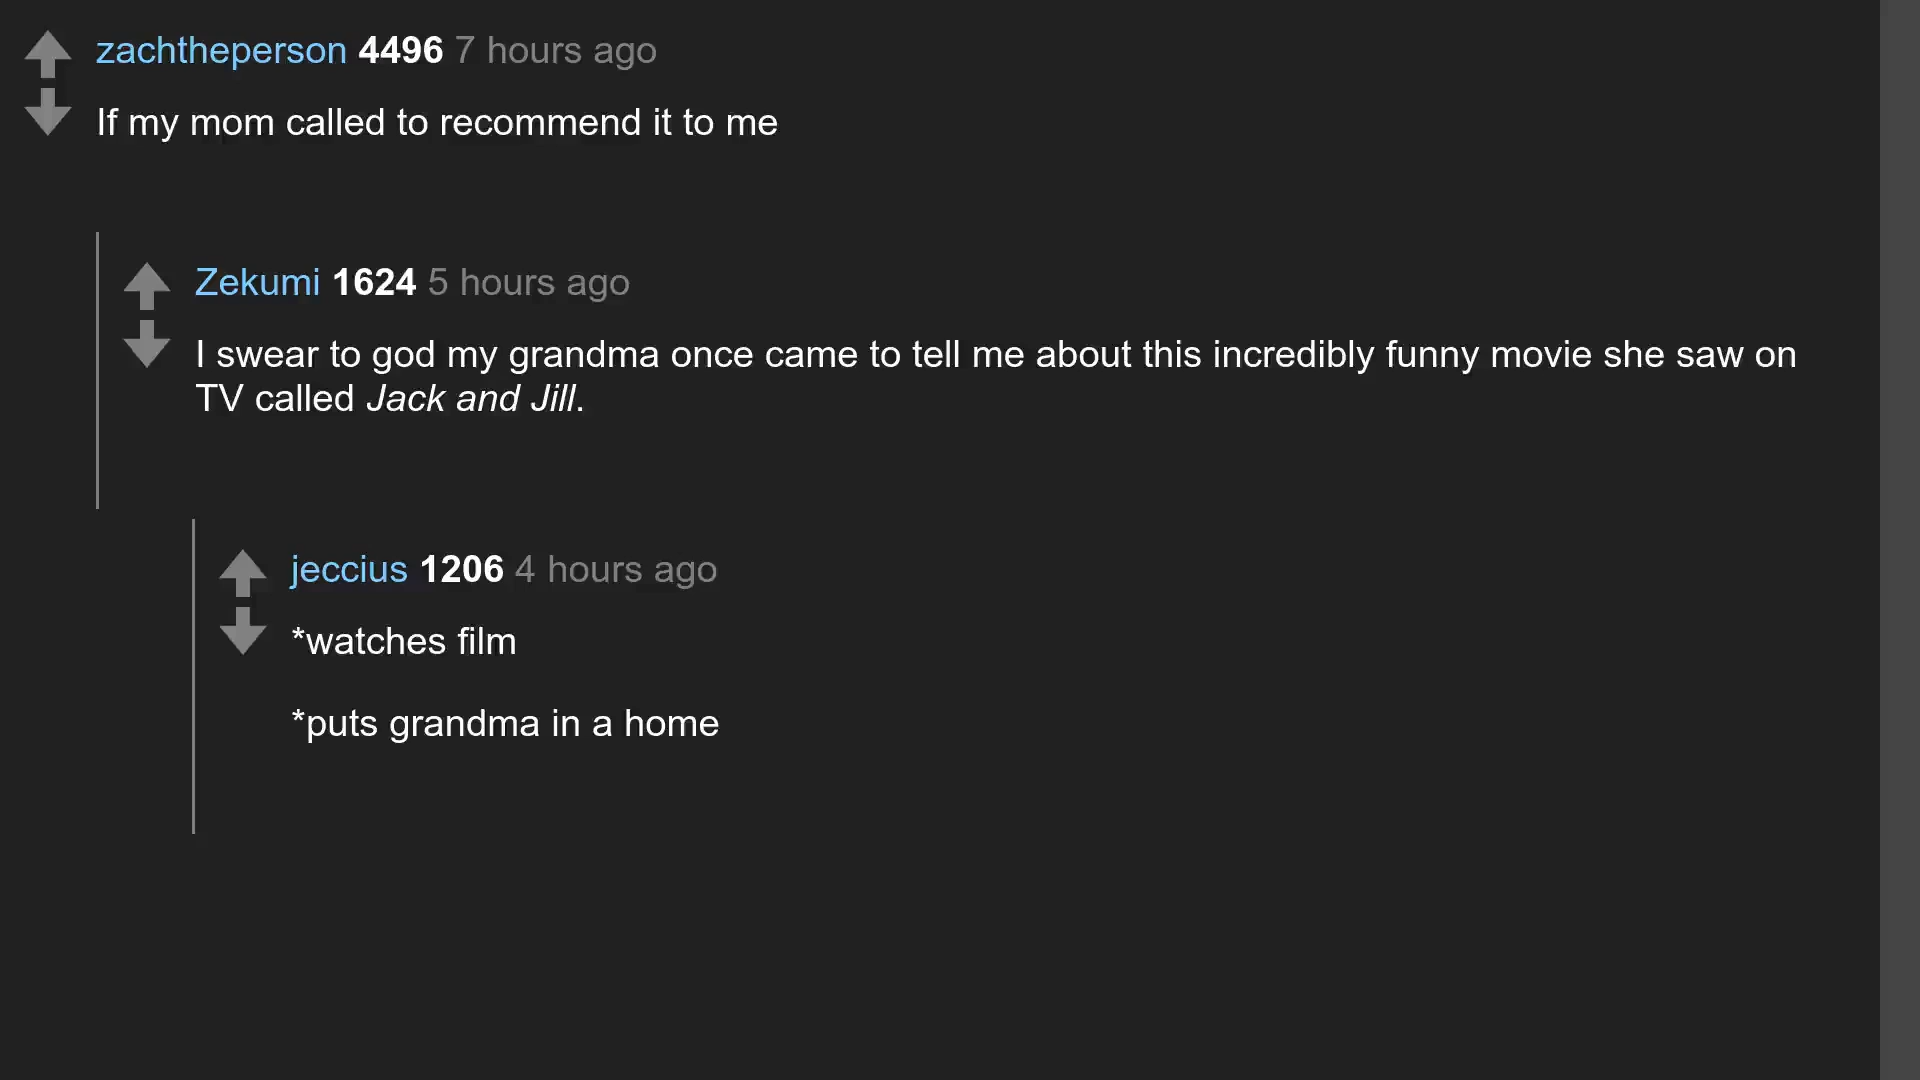 zachtheperson 4496 7 hours ago
If my mom called to recommend it to me
Zekumi 1624 5 hours ago
I swear to god my grandma once came to tell me about this incredibly funny movie she saw on
TV called Jack and Jill.
jeccius 1206 4 hours ago
*watches film
*puts grandma in a home